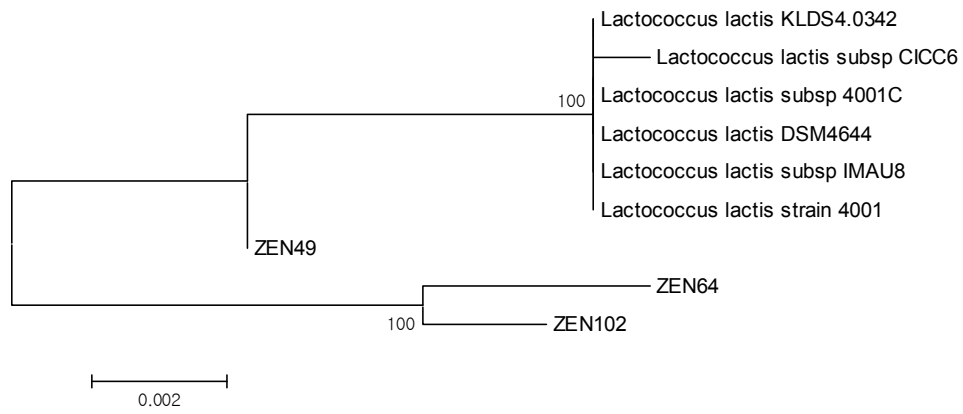 Lactococcus lactis KLDS4.0342
Lactococcus lactis subsp CICC6
100
Lactococcus lactis subsp 4001C
Lactococcus lactis DSM4644
Lactococcus lactis subsp IMAU8
Lactococcus lactis strain 4001
ZEN49
ZEN64
100
ZEN102
0.002